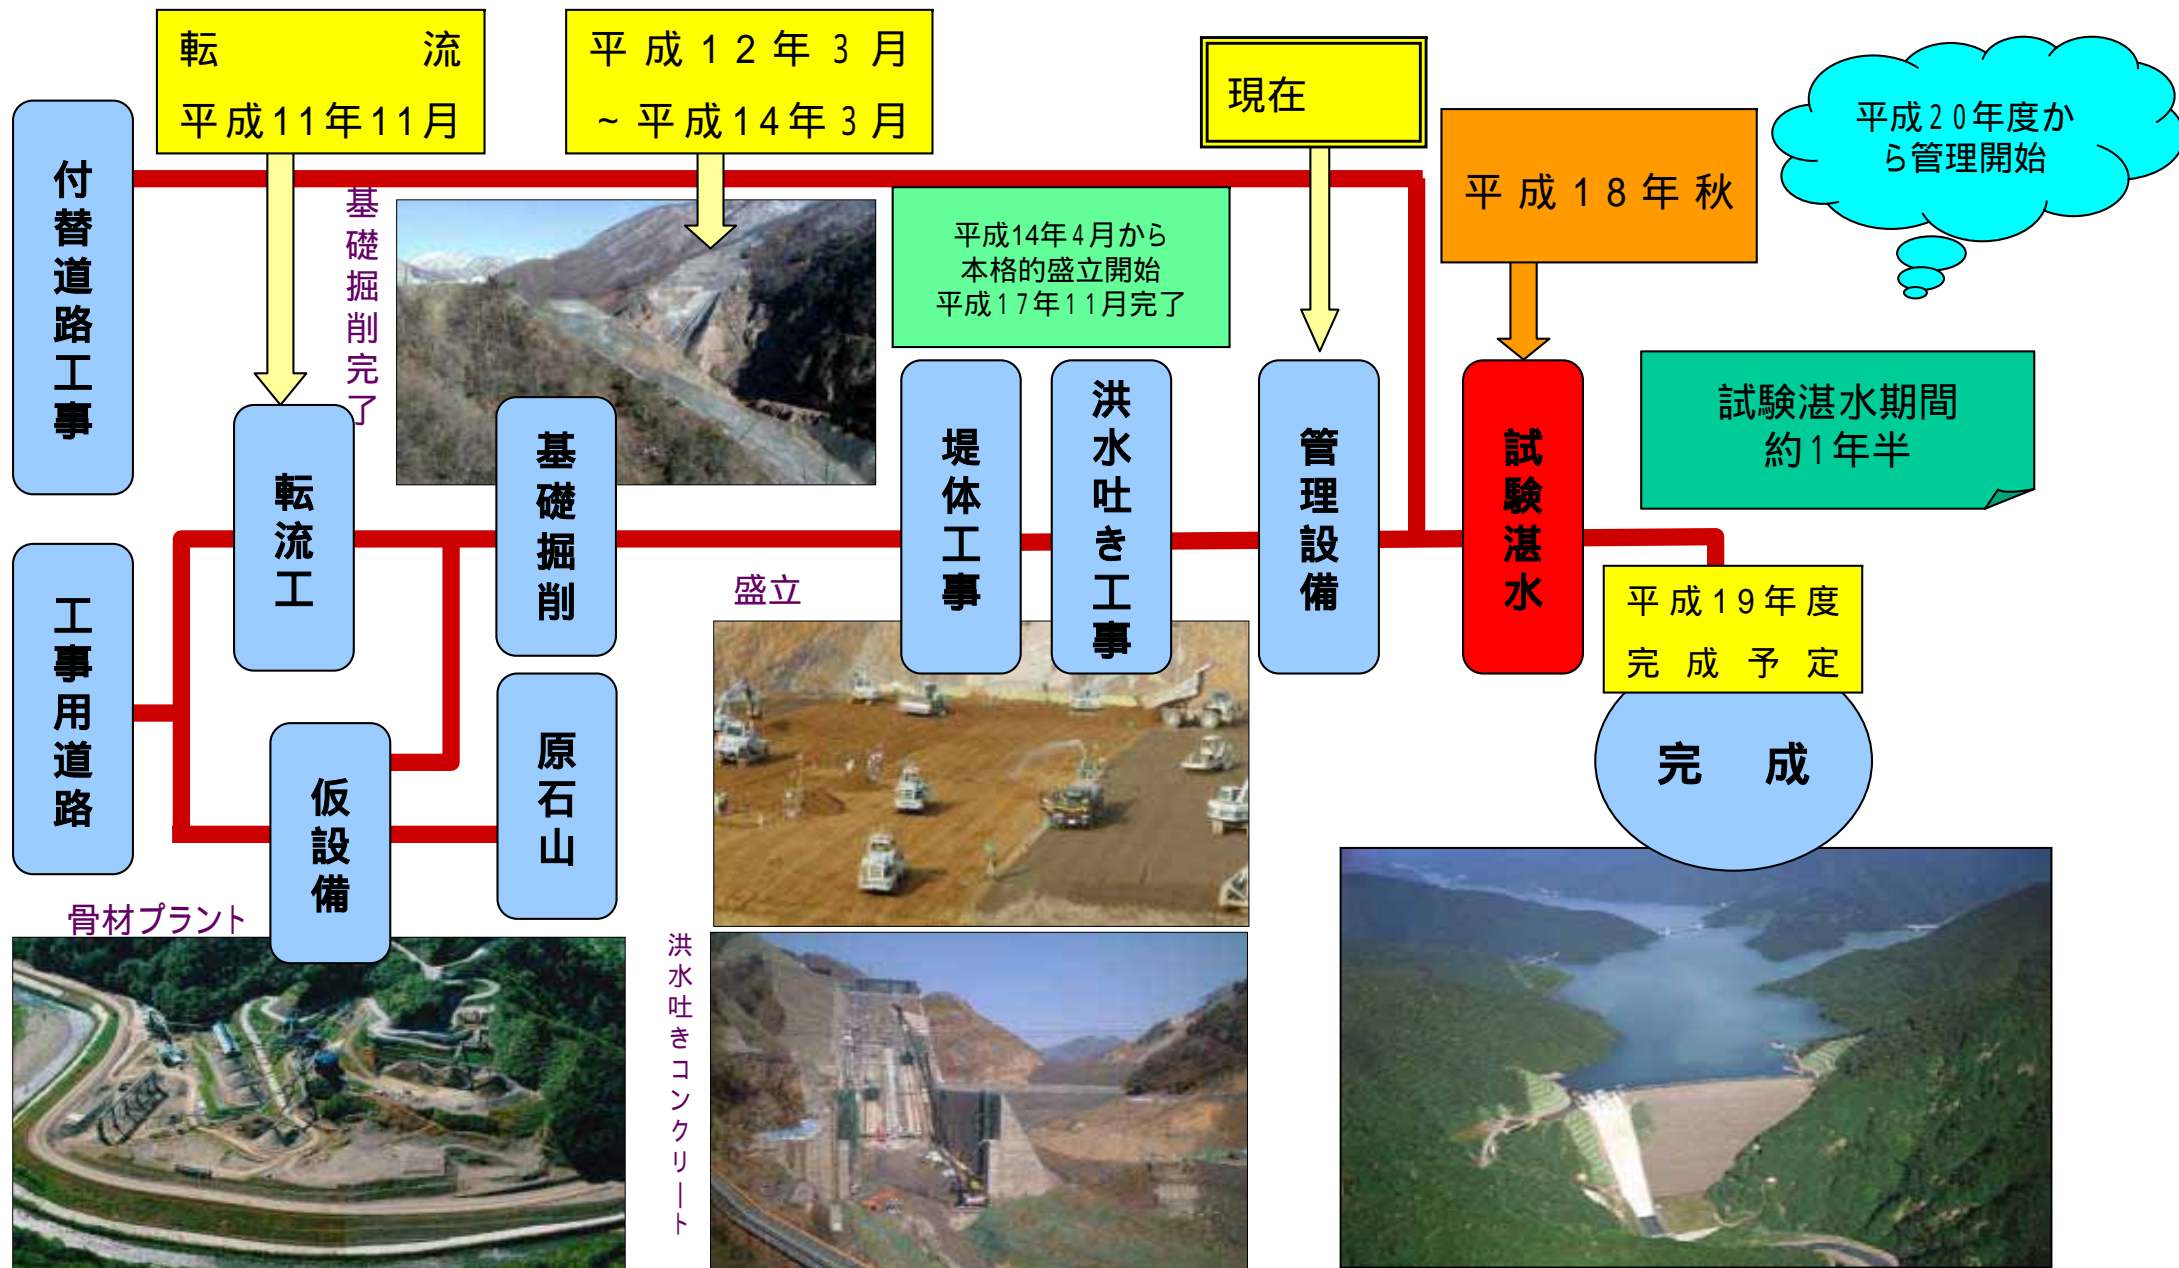 転流
平成11年11月
平成12年3月
~平成14年3月
現在
平成18年秋
平成20年度か
ら管理開始
付替道路工事
基礎掘削完了
平成14年4月から
本格的盛立開始
平成17年11月完了
試験湛水期間
約1年半
工事用道路
転流工
基礎掘削
堤体工事
洪水吐き工事
管理設備
試験湛水
平成19年度
完成予定
完成
盛立
仮設備
原石山
骨材プラント
洪水吐きコンクリート